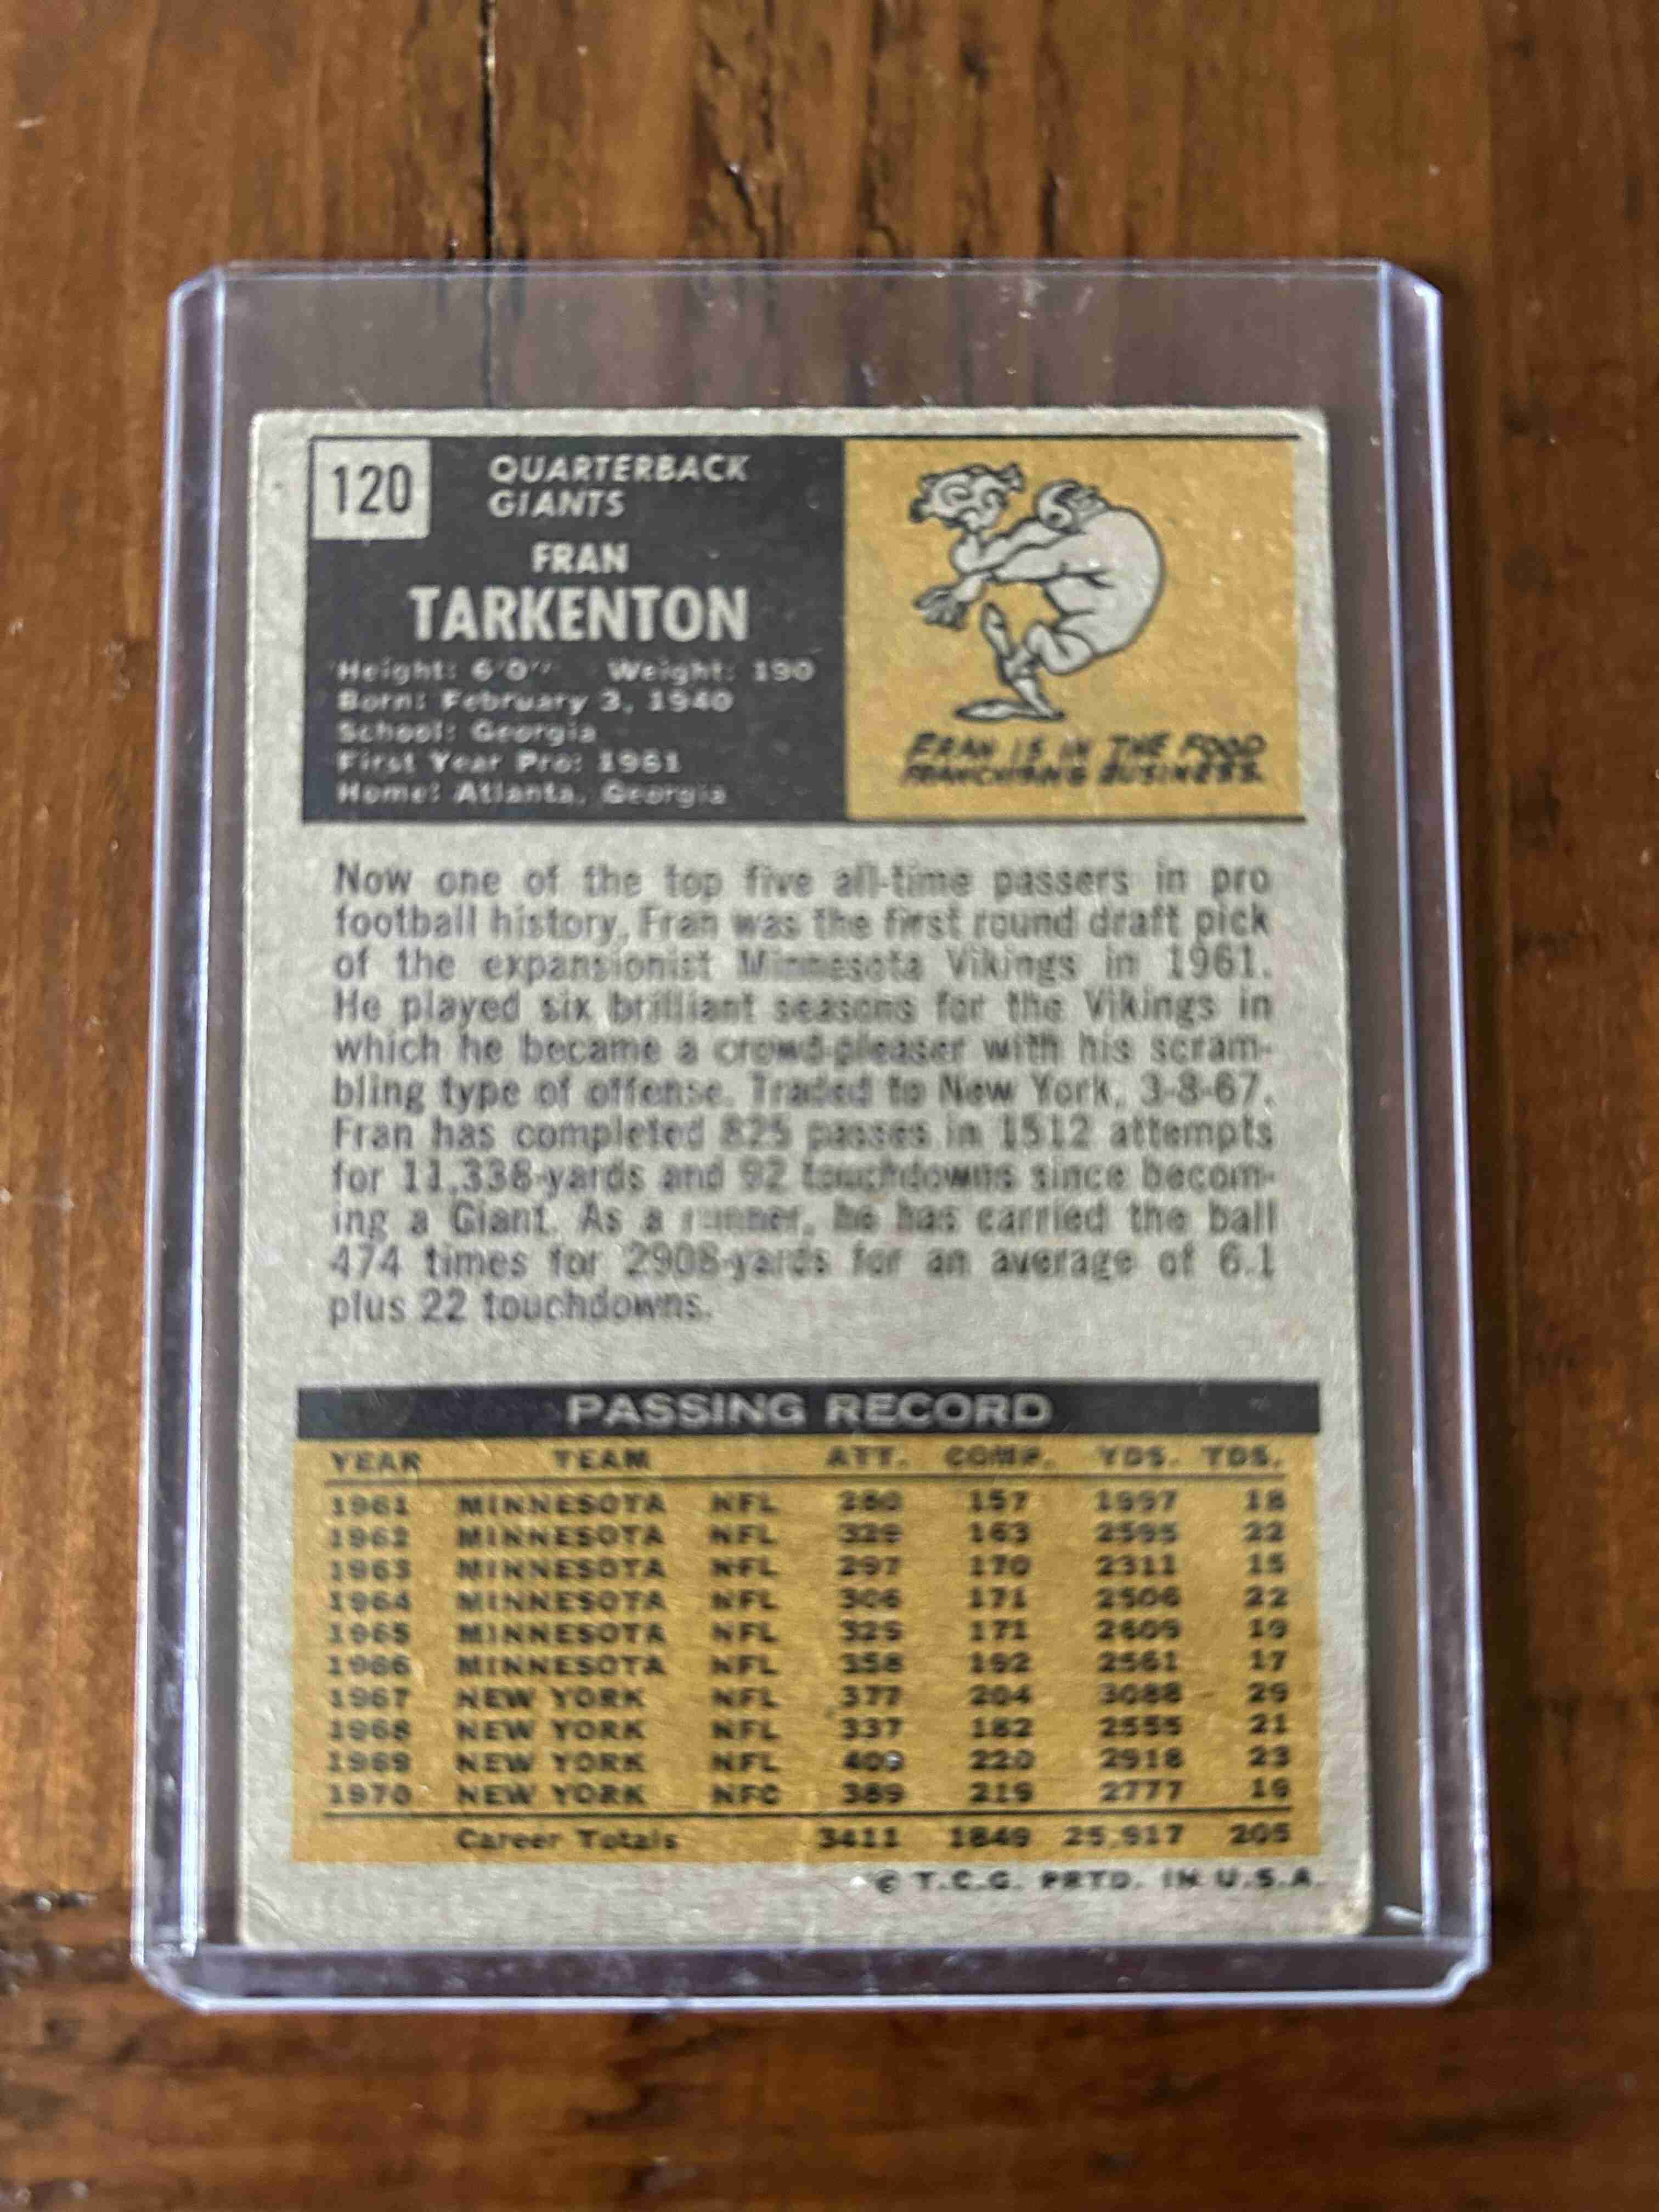 120
QUARTERBACK
GIANTS
FRAN
TARKENTON
Height: 6'0" Weight: 190
Born: February 3, 1940
School: Georgia
First Year Pro: 1961
Home: Atlanta, Georgia
FRAN IS IN THE FOOD
FRANCHISING BUSINESS.
Now one of the top five all-time passers in pro
football history, Fran was the first round draft pick
of the expansionist Minnesota Vikings in 1961.
He played six brilliant seasons for the Vikings in
which he became a crowd-pleaser with his scram-
bling type of offense. Traded to New York, 3-8-67,
Fran has completed 825 passes in 1512 attempts
for 11,338-yards and 92 touchdowns since becom-
ing a Giant. As a runner, he has carried the ball
474 times for 2908-yards for an average of 6.1
plus 22 touchdowns.
PASSING RECORD
YEAR TEAM ATT. COMP. YDS. TDS.
1961 MINNESOTA NFL 280 157 1997 18
1962 MINNESOTA NFL 329 163 2595 22
1963 MINNESOTA NFL 297 170 2311 15
1964 MINNESOTA NFL 306 171 2506 22
1965 MINNESOTA NFL 329 171 2609 19
1966 MINNESOTA NFL 358 192 2561 17
1967 NEW YORK NFL 377 204 3088 29
1968 NEW YORK NFL 337 182 2555 21
1969 NEW YORK NFL 409 220 2918 23
1970 NEW YORK NFC 389 219 2777 19
Career Totals 3411 1849 25,917 205
© T.C.G. PRTD. IN U.S.A.